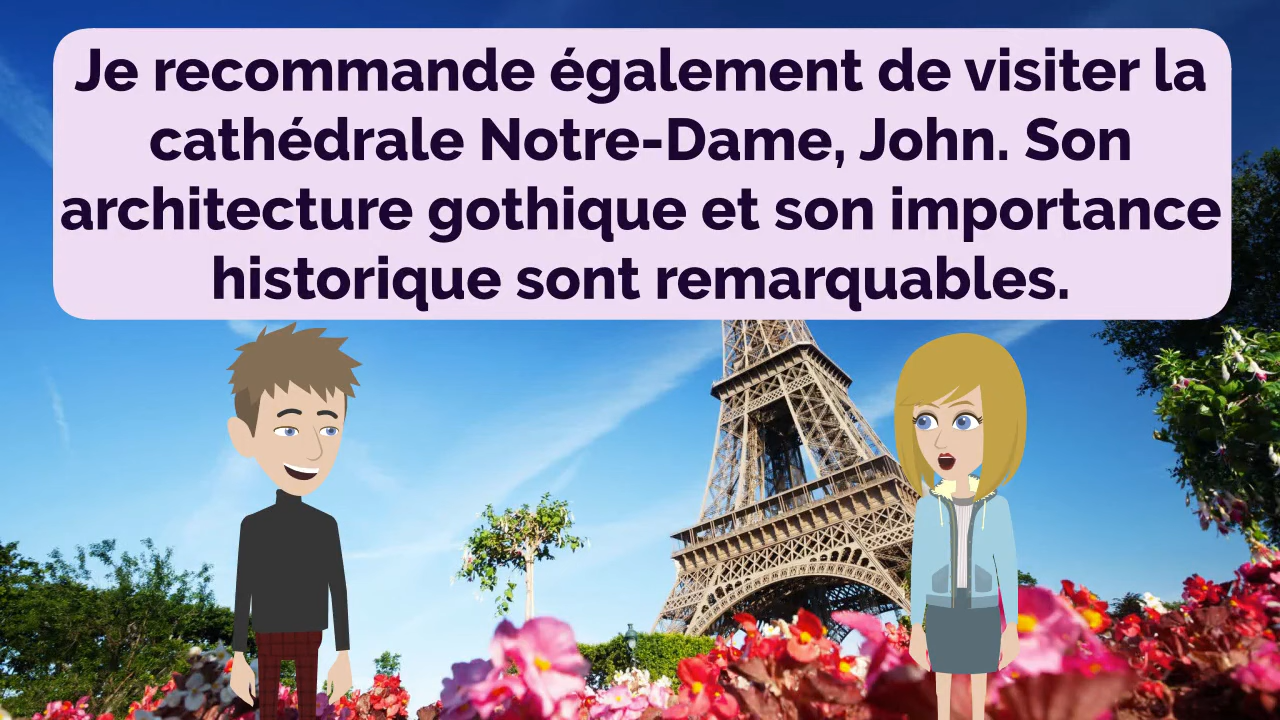 Je recommande également de visiter la
cathédrale Notre-Dame, John. Son
architecture gothique et son importance
historique sont remarquables.